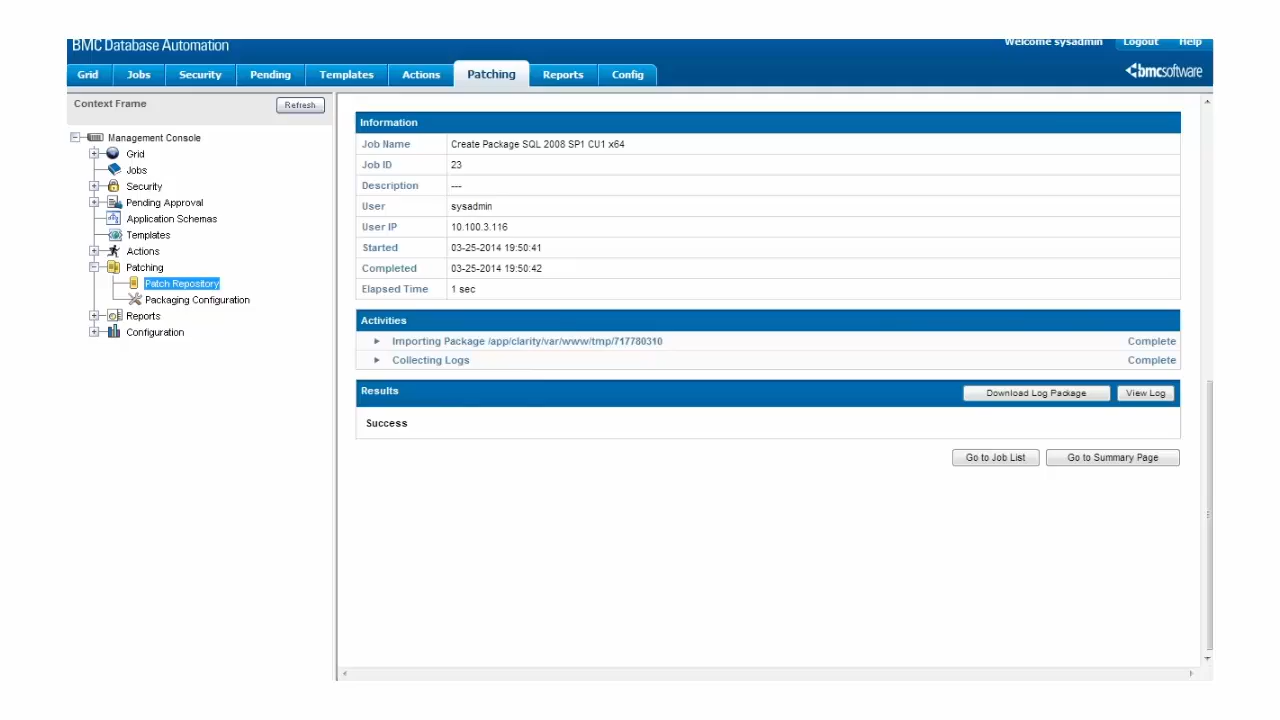 BMC Database Automation
Welcome sysadmin Logout Help
Grid Jobs Security Pending Templates Actions Patching Reports Config
bmcsoftware
Context Frame
Refresh
Management Console
Grid
Jobs
Security
Pending Approval
Application Schemas
Templates
Actions
Patching
Patch Repository
Packaging Configuration
Reports
Configuration
Information
Job Name Create Package SQL 2008 SP1 CU1 x64
Job ID 23
Description ---
User sysadmin
User IP 10.100.3.116
Started 03-25-2014 19:50:41
Completed 03-25-2014 19:50:42
Elapsed Time 1 sec
Activities
Importing Package /app/clarity/var/www/tmp/717780310 Complete
Collecting Logs Complete
Results Download Log Package View Log
Success
Go to Job List Go to Summary Page